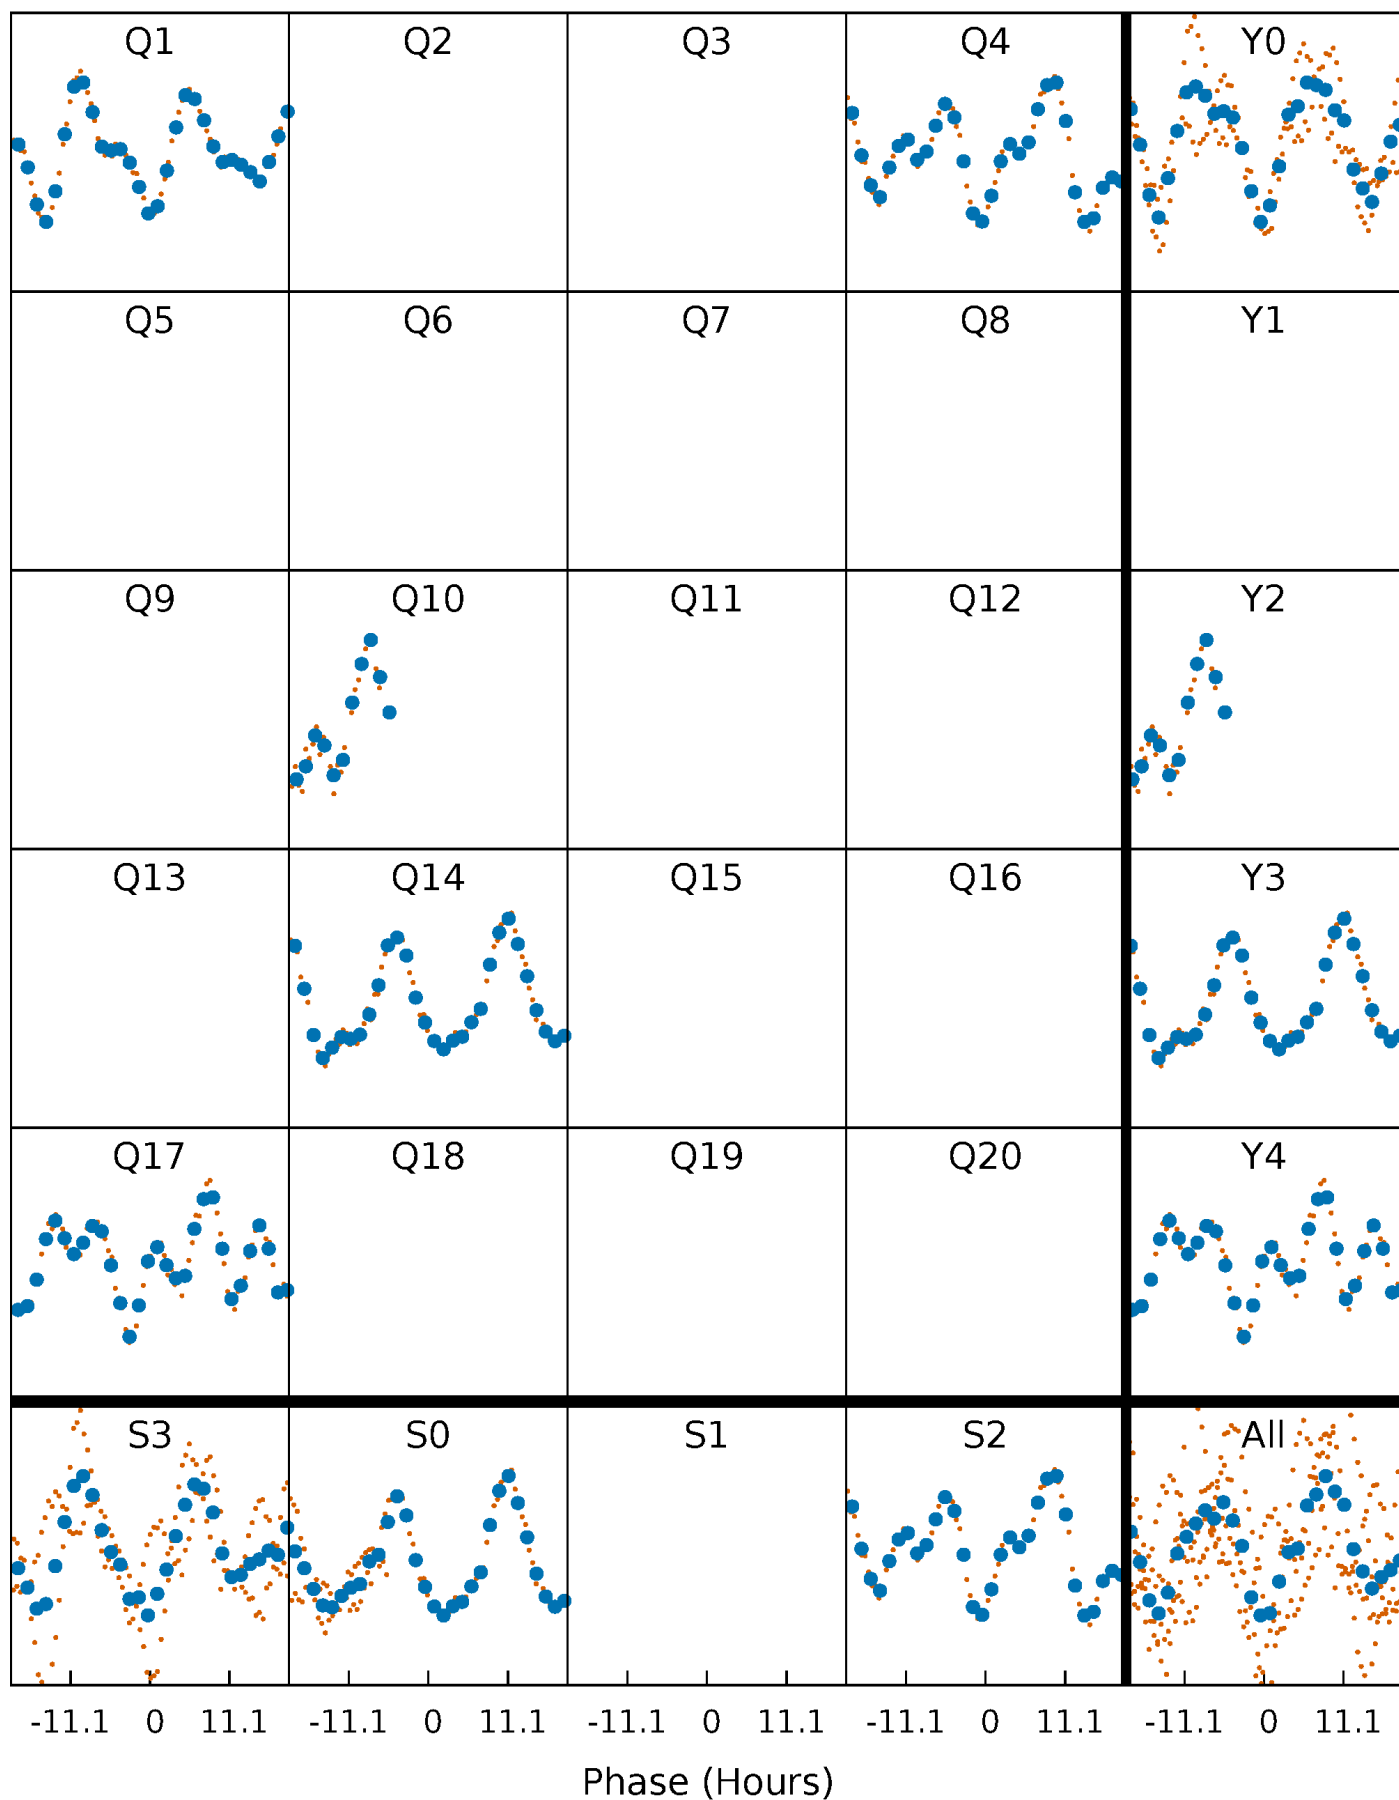 Q1 Q2 Q3 Q4 Y0
Q5 Q6 Q7 Q8 Y1
Q9 Q10 Q11 Q12 Y2
Q13 Q14 Q15 Q16 Y3
Q17 Q18 Q19 Q20 Y4
S3 S0 S1 S2 All
-11.1 0 11.1 -11.1 0 11.1 -11.1 0 11.1 -11.1 0 11.1 -11.1 0 11.1
Phase (Hours)